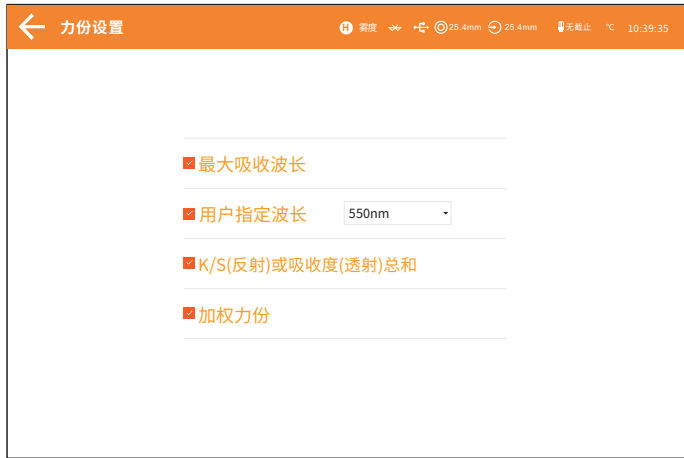 力份设置 H 雾度 25.4mm 25.4mm 无截止 °C 10:39:35
最大吸收波长
用户指定波长 550nm
K/S(反射)或吸收度(透射)总和
加权力份